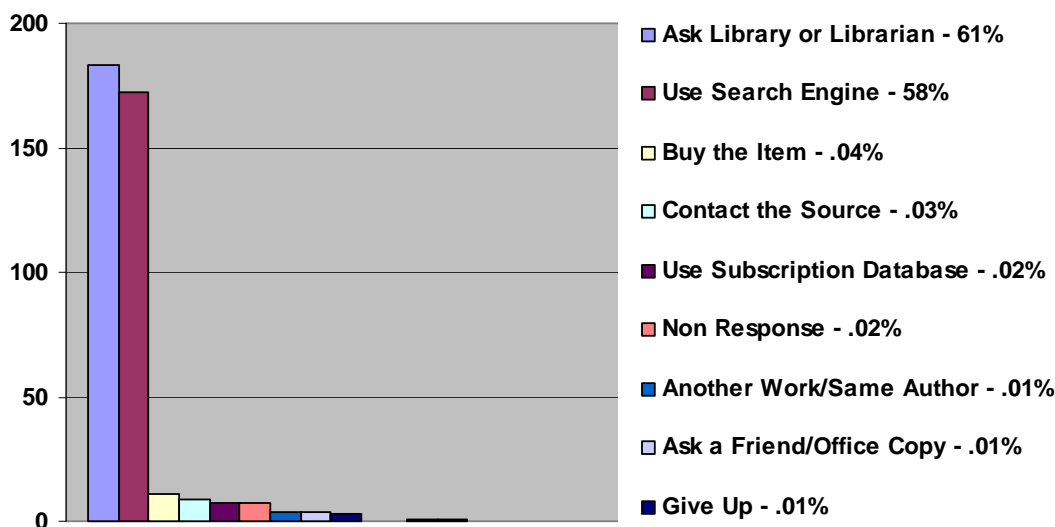 200
150
100
50
0
Ask Library or Librarian - 61%
Use Search Engine - 58%
Buy the Item - .04%
Contact the Source - .03%
Use Subscription Database - .02%
Non Response - .02%
Another Work/Same Author - .01%
Ask a Friend/Office Copy - .01%
Give Up - .01%